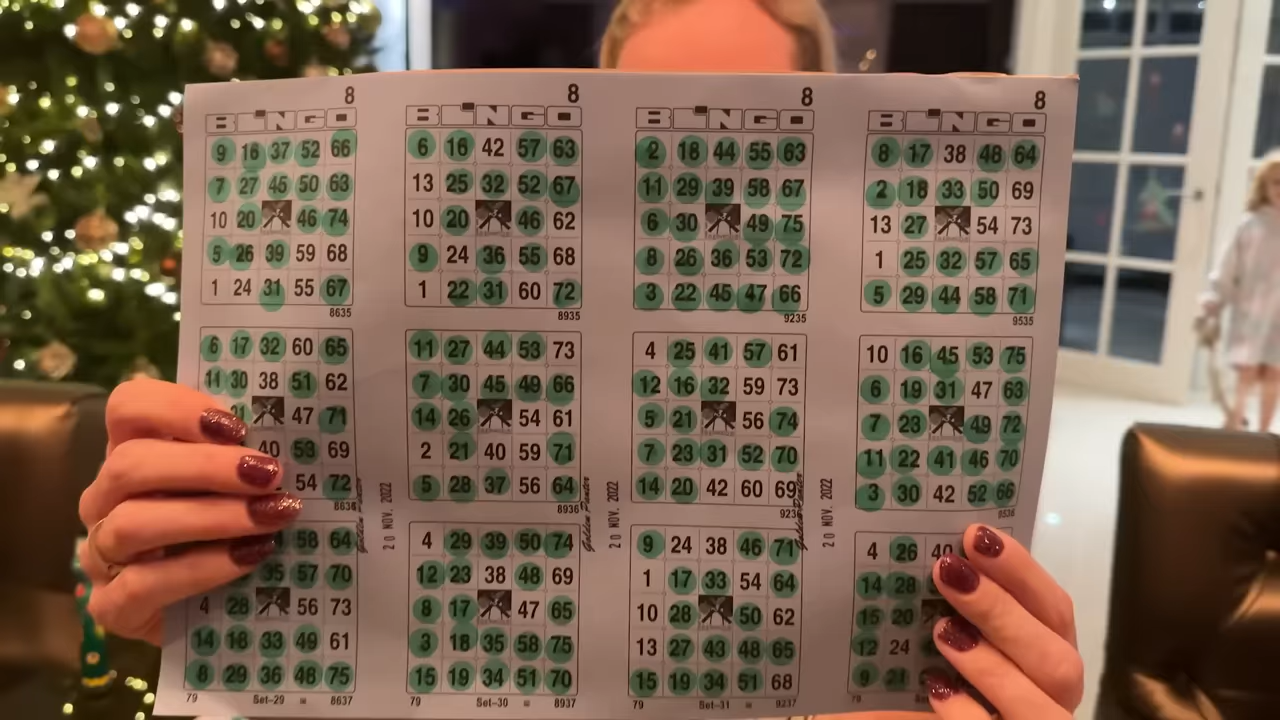 8
BINGO
9 16 37 52 66
7 27 45 50 63
10 20 46 74
5 26 39 59 68
1 24 31 55 67
8635
8
BINGO
6 16 42 57 63
13 25 32 52 67
10 20 46 62
9 24 36 55 68
1 22 31 60 72
8935
8
BINGO
2 18 44 55 63
11 29 39 58 67
6 30 49 75
8 26 36 53 72
3 22 45 47 66
9235
8
BINGO
8 17 38 48 64
2 18 33 50 69
13 27 54 73
1 25 32 57 65
5 29 44 58 71
9535
6 17 32 60 65
11 30 38 51 62
21 47 71
40 53 69
54 72
8636
11 27 44 53 73
7 30 45 49 66
14 26 54 61
2 21 40 59 71
5 28 37 56 64
8936
4 25 41 57 61
12 16 32 59 73
5 21 56 74
7 23 31 52 70
14 20 42 60 69
9236
10 16 45 53 75
6 19 31 47 63
7 23 49 72
11 22 41 46 70
3 30 42 52 66
9536
Golden Panter
20 NOV. 2022
Golden Panter
20 NOV. 2022
Golden Panter
20 NOV. 2022
58 64
35 57 70
4 28 56 73
14 18 33 49 61
8 29 36 48 75
79 Set-29 8637
4 29 39 50 74
12 23 38 48 69
8 17 47 65
3 18 35 58 75
15 19 34 51 70
79 Set-30 8937
9 24 38 46 71
1 17 33 54 64
10 28 50 62
13 27 43 48 65
15 19 34 51 68
79 Set-31 9237
4 26 40
14 28
15 20
12 24
9
79